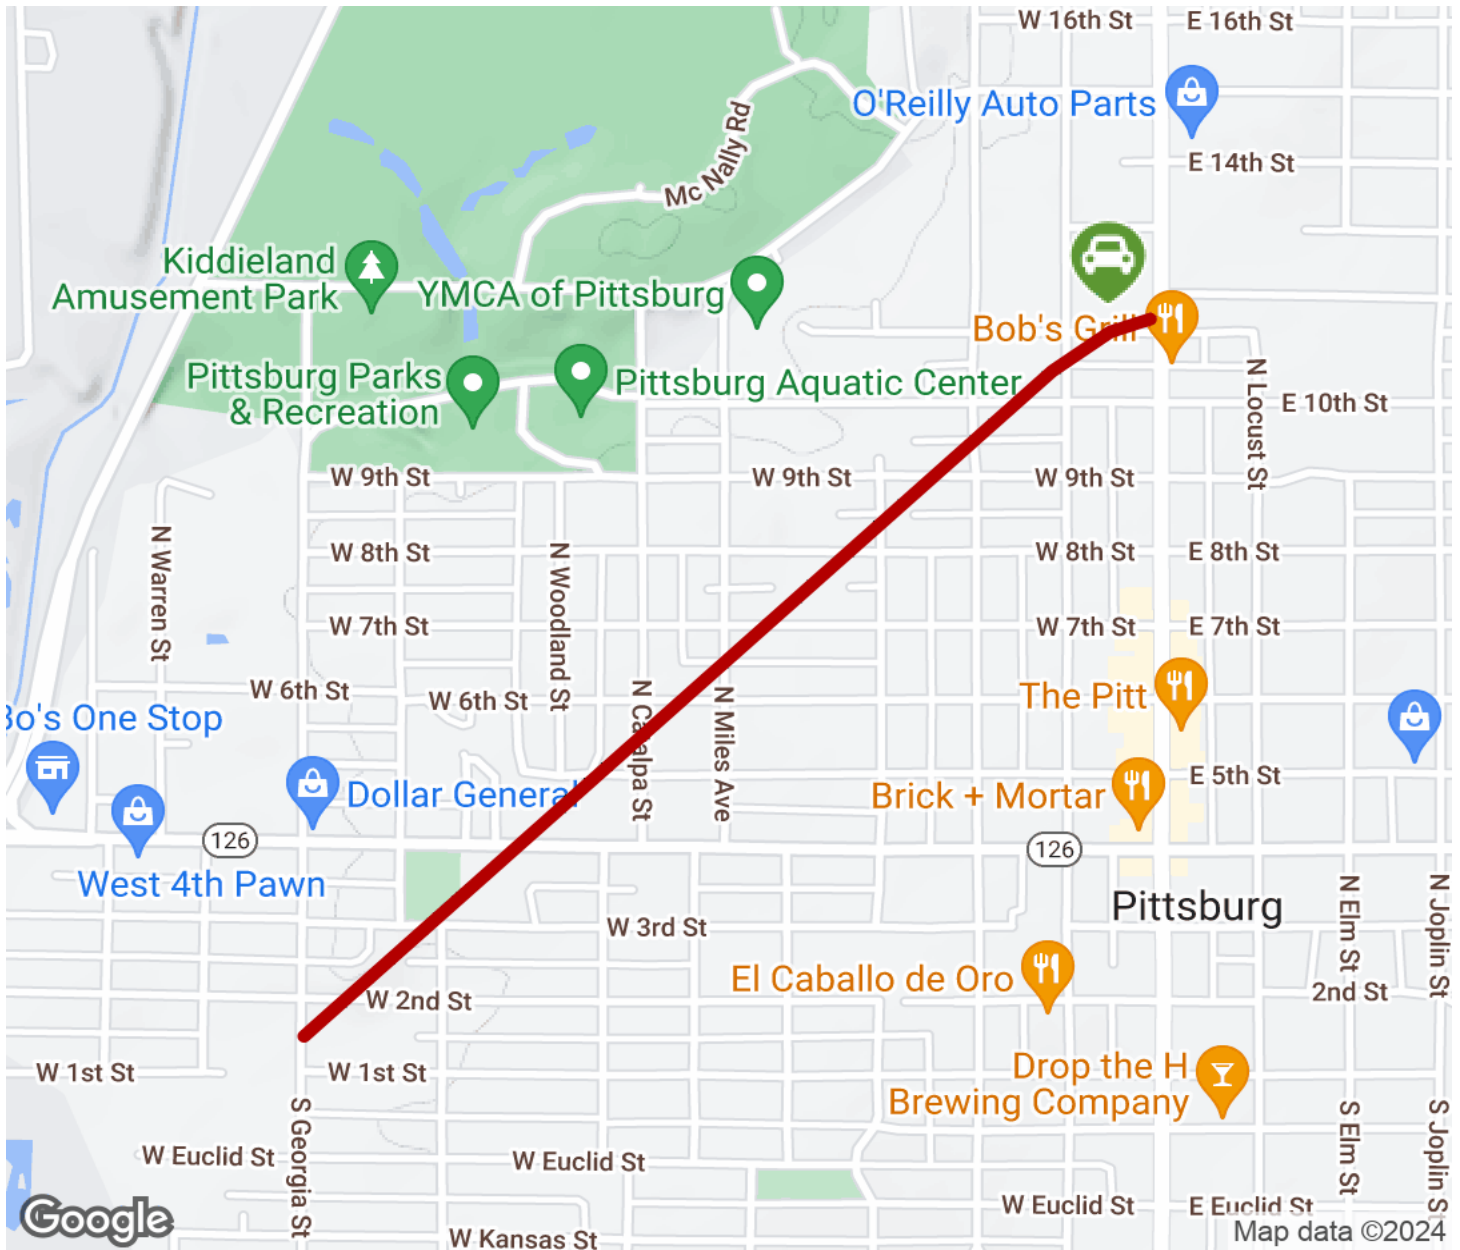 W 16th St
E 16th St
O'Reilly Auto Parts
E 14th St
Mc Nally Rd
Kiddieland
Amusement Park
YMCA of Pittsburg
Bob's Grill
Pittsburg Parks
& Recreation
Pittsburg Aquatic Center
N Locust St
E 10th St
W 9th St
W 9th St
W 9th St
N Warren St
W 8th St
N Woodland St
W 8th St
E 8th St
W 7th St
W 7th St
E 7th St
W 6th St
W 6th St
N Catalpa St
N Miles Ave
The Pitt
Bo's One Stop
E 5th St
Dollar General
Brick + Mortar
126
126
West 4th Pawn
Pittsburg
N Elm St
N Joplin St
W 3rd St
El Caballo de Oro
W 2nd St
2nd St
W 1st St
W 1st St
Drop the H
Brewing Company
S Georgia St
S Elm St
S Joplin St
W Euclid St
W Euclid St
W Euclid St
E Euclid St
Google
W Kansas St
Map data ©2024